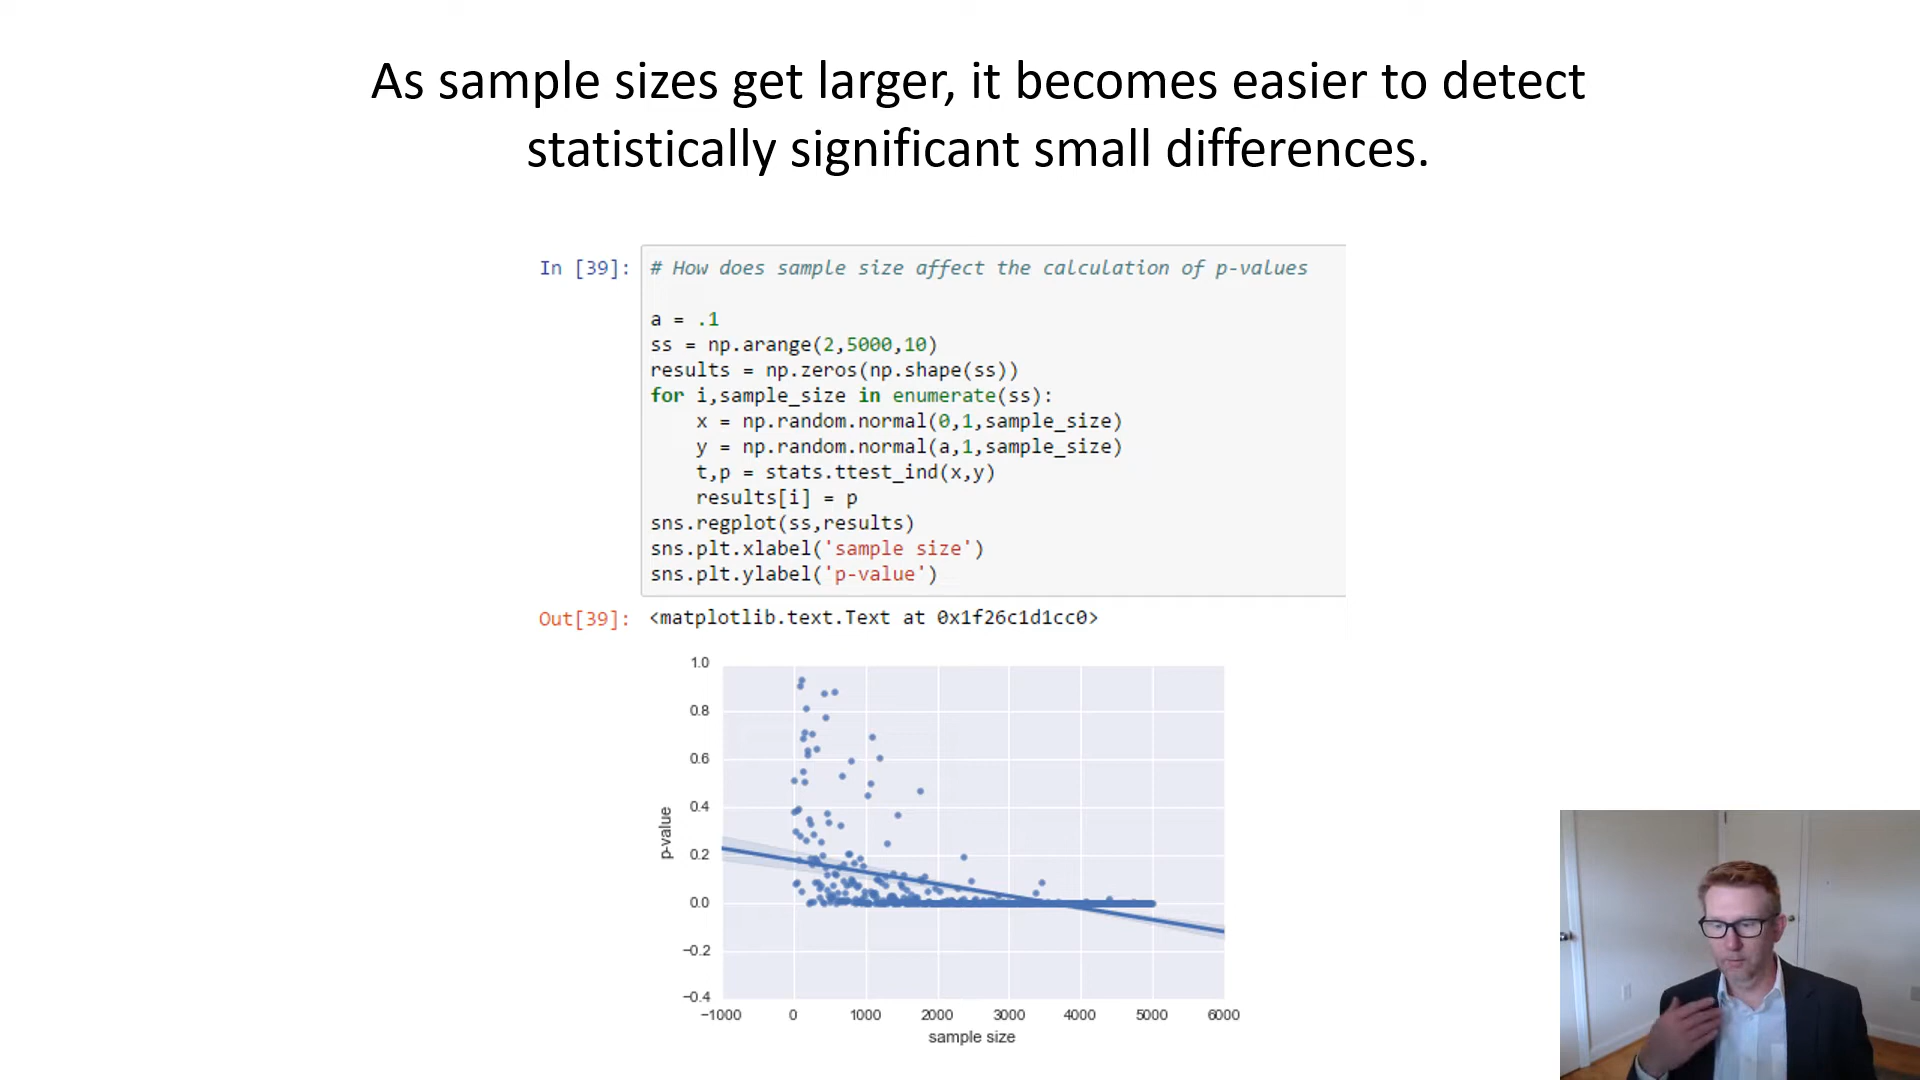 As sample sizes get larger, it becomes easier to detect
statistically significant small differences.
In [39]:
# How does sample size affect the calculation of p-values
a = .1
ss = np.arange(2,5000,10)
results = np.zeros(np.shape(ss))
for i,sample_size in enumerate(ss):
    x = np.random.normal(0,1,sample_size)
    y = np.random.normal(a,1,sample_size)
    t,p = stats.ttest_ind(x,y)
    results[i] = p
sns.regplot(ss,results)
sns.plt.xlabel('sample size')
sns.plt.ylabel('p-value')
Out[39]: <matplotlib.text.Text at 0x1f26c1d1cc0>
1.0
0.8
0.6
0.4
0.2
0.0
−0.2
−0.4
p-value
−1000 0 1000 2000 3000 4000 5000 6000
sample size